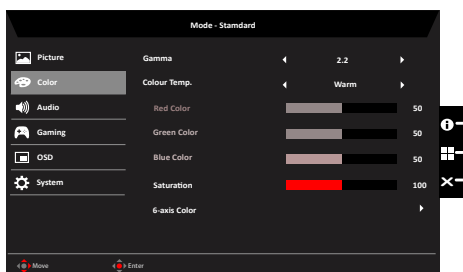 Mode - Stamdard
Picture
Color
Audio
Gaming
OSD
System
Gamma 2.2
Colour Temp. Warm
Red Color 50
Green Color 50
Blue Color 50
Saturation 100
6-axis Color
Move Enter